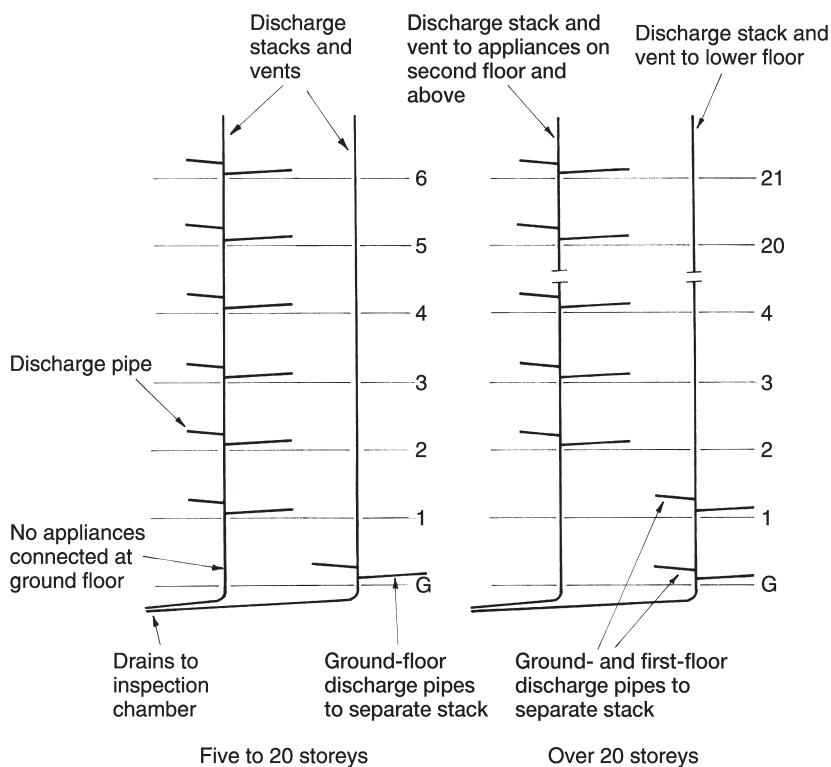 Discharge
stacks and
vents
Discharge stack and
vent to appliances on
second floor and
above
Discharge stack and
vent to lower floor
6
5
4
3
2
1
G
21
20
4
3
2
1
G
Discharge pipe
No appliances
connected at
ground floor
Drains to
inspection
chamber
Ground-floor
discharge pipes
to separate stack
Ground- and first-floor
discharge pipes to
separate stack
Five to 20 storeys
Over 20 storeys